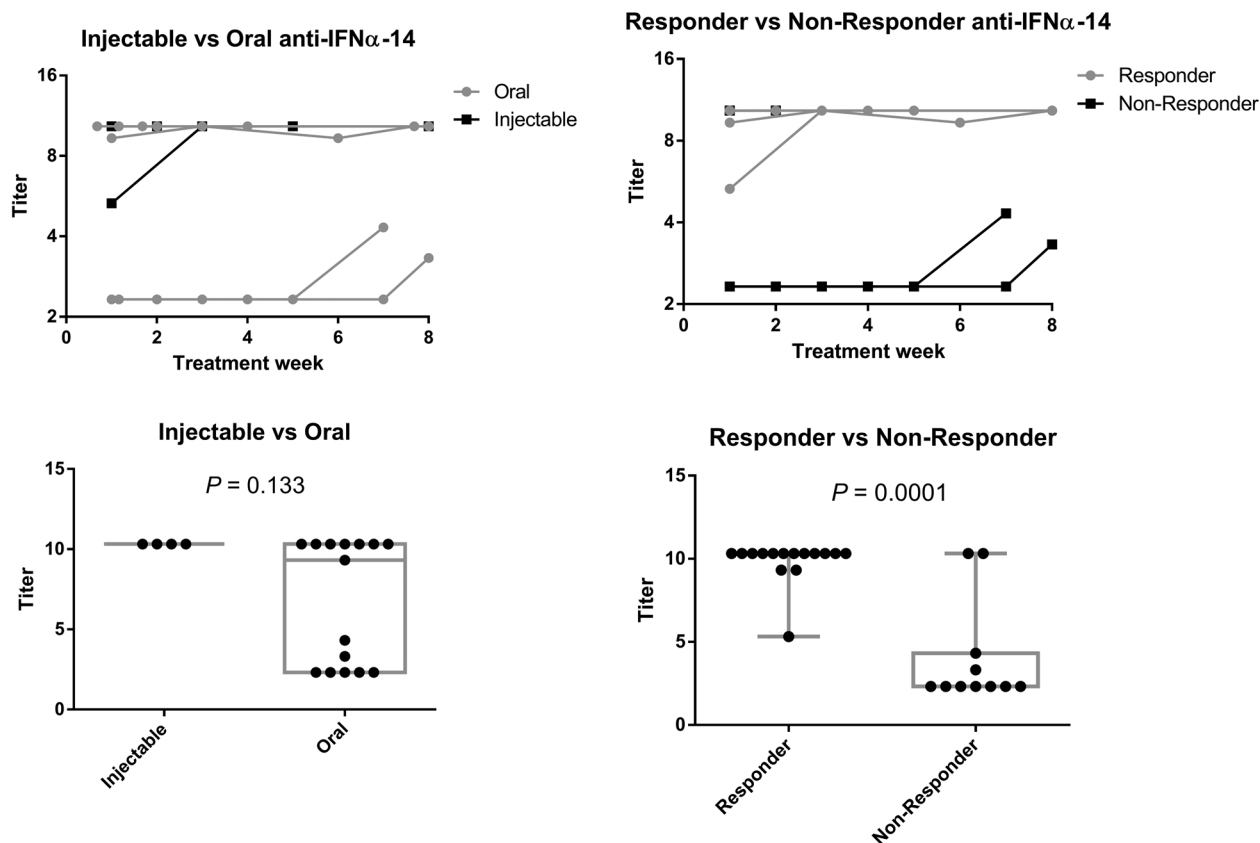 Injectable vs Oral anti-IFNα-14
16
8
4
2
0
2
4
6
8
Titer
Treatment week
Oral
Injectable
Responder vs Non-Responder anti-IFNα-14
16
8
4
2
0
2
4
6
8
Titer
Treatment week
Responder
Non-Responder
Injectable vs Oral
P = 0.133
15
10
5
0
Titer
Injectable
Oral
Responder vs Non-Responder
P = 0.0001
15
10
5
0
Titer
Responder
Non-Responder